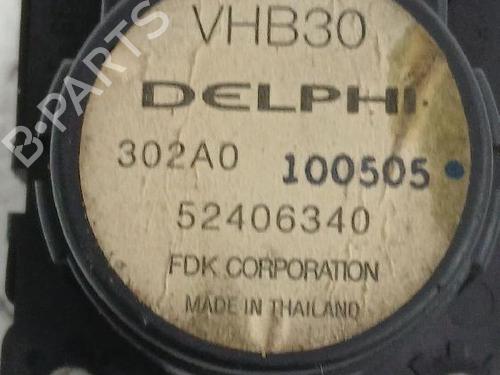 VHB30
DELPHI
302A0 100505
52406340
FDK CORPORATION
MADE IN THAILAND
B-PARTS